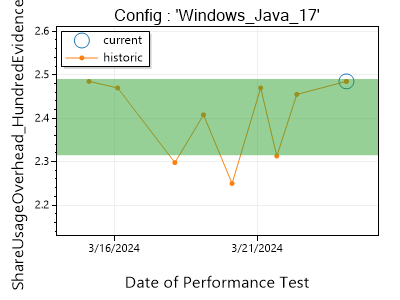 Config : 'Windows_Java_17'
ShareUsageOverhead_HundredEvidence
2.6
2.5
2.4
2.3
2.2
current
historic
3/16/2024
3/21/2024
Date of Performance Test